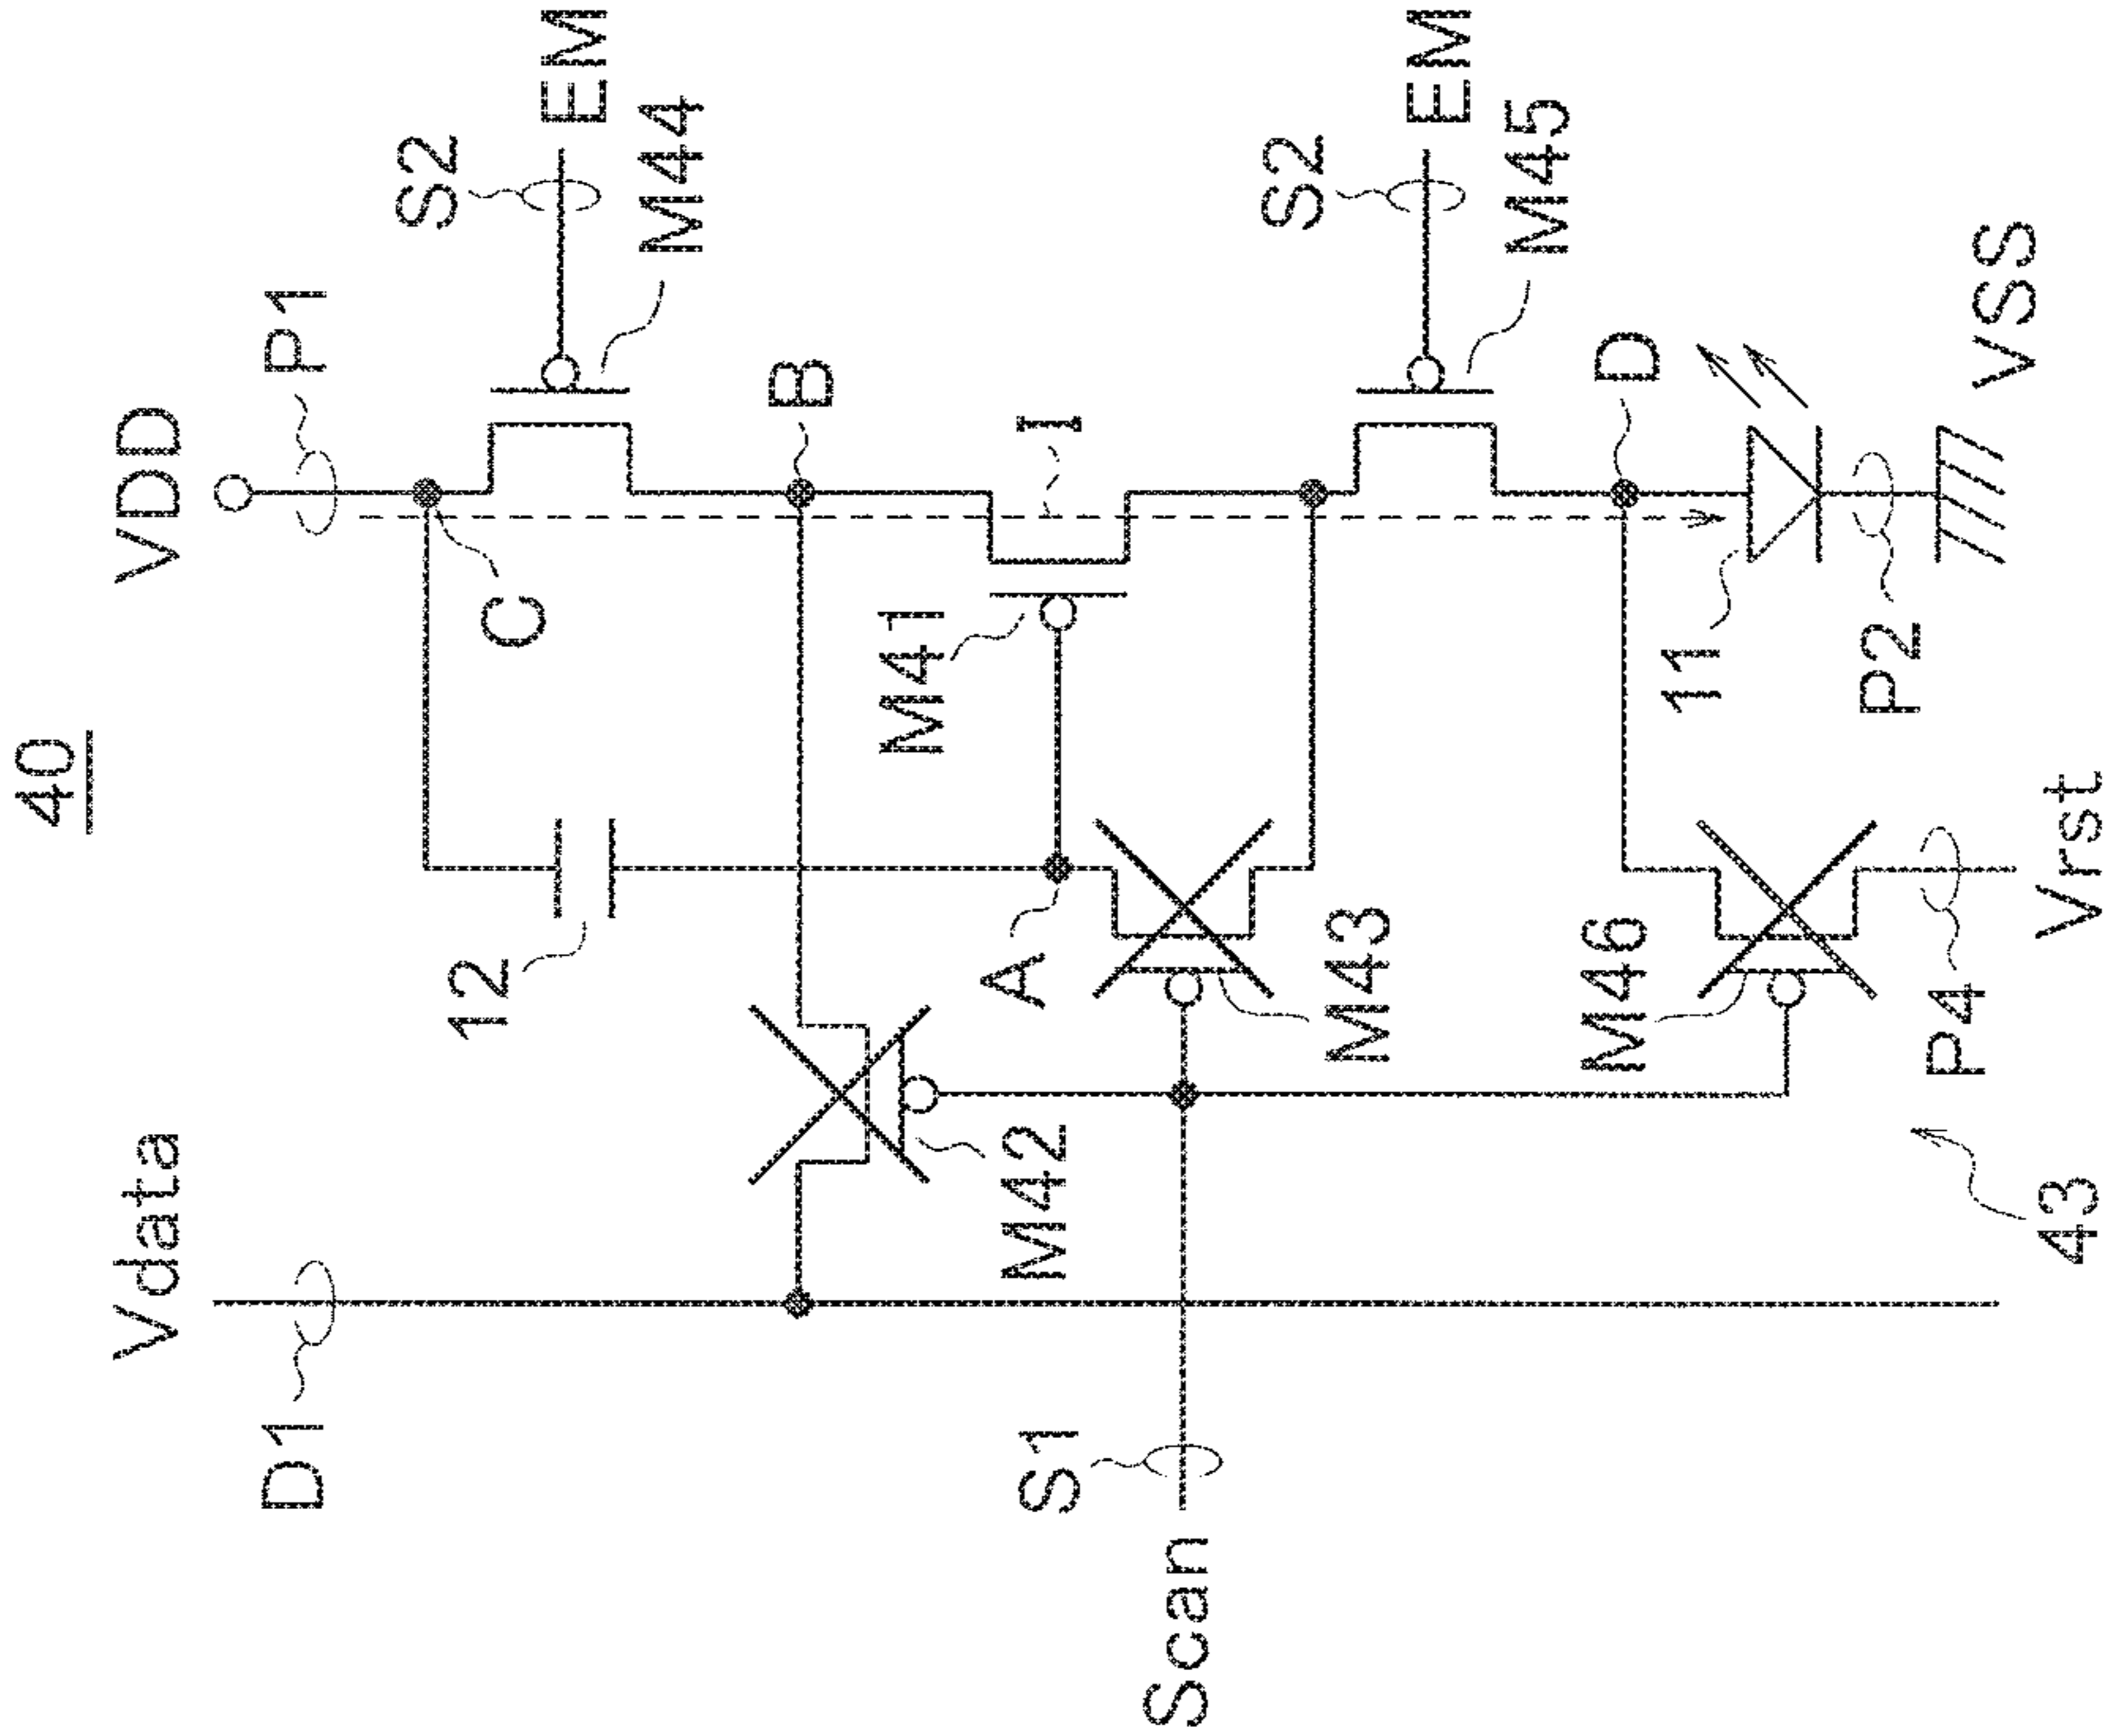 40
Vdata
VDD
D1
P1
C
12
S2
EM
M44
B
M42
M41
I
A
S1
Scan
M43
S2
EM
M45
M46
D
11
P2
VSS
P4
Vrst
43